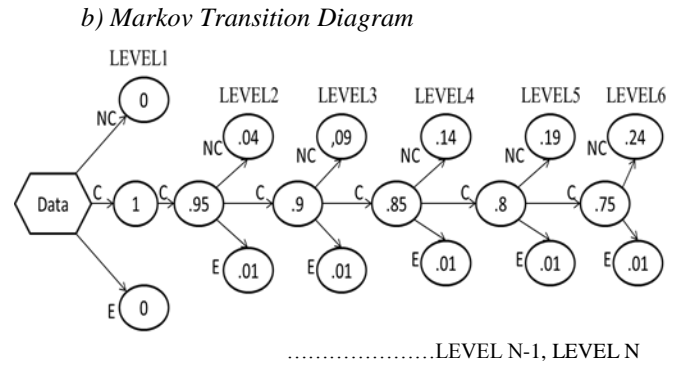 b) Markov Transition Diagram
LEVEL1
0
NC
LEVEL2 LEVEL3 LEVEL4 LEVEL5 LEVEL6
.04 ,09 .14 .19 .24
NC NC NC NC NC
Data C 1 C .95 C .9 C .85 C .8 C .75
E .01 E .01 E .01 E .01 E .01
E 0
.....................LEVEL N-1, LEVEL N